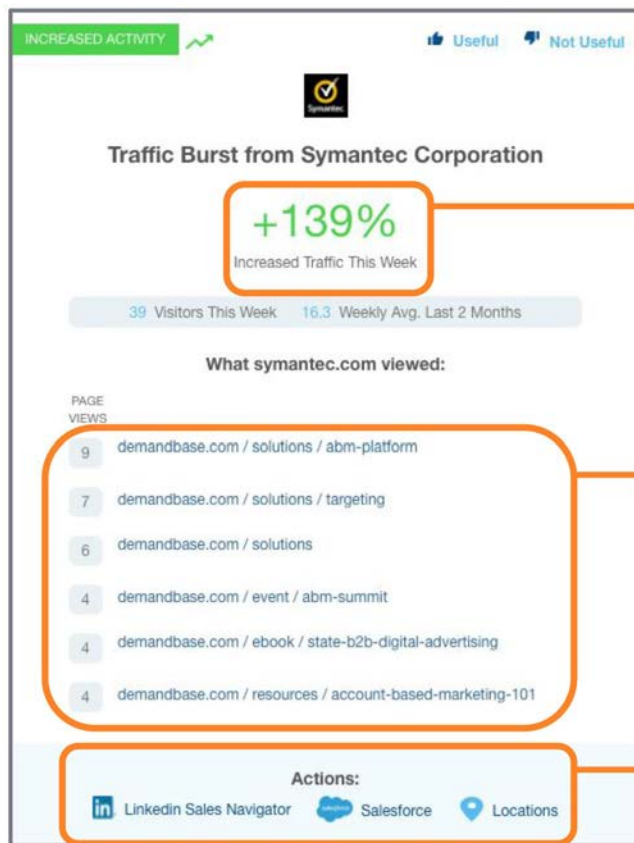 INCREASED ACTIVITY
Useful
Not Useful
Symantec.
Traffic Burst from Symantec Corporation
+139%
Increased Traffic This Week
39 Visitors This Week 16.3 Weekly Avg. Last 2 Months
What symantec.com viewed:
PAGE
VIEWS
9 demandbase.com / solutions / abm-platform
7 demandbase.com / solutions / targeting
6 demandbase.com / solutions
4 demandbase.com / event / abm-summit
4 demandbase.com / ebook / state-b2b-digital-advertising
4 demandbase.com / resources / account-based-marketing-101
Actions:
in Linkedin Sales Navigator salesforce Salesforce Locations